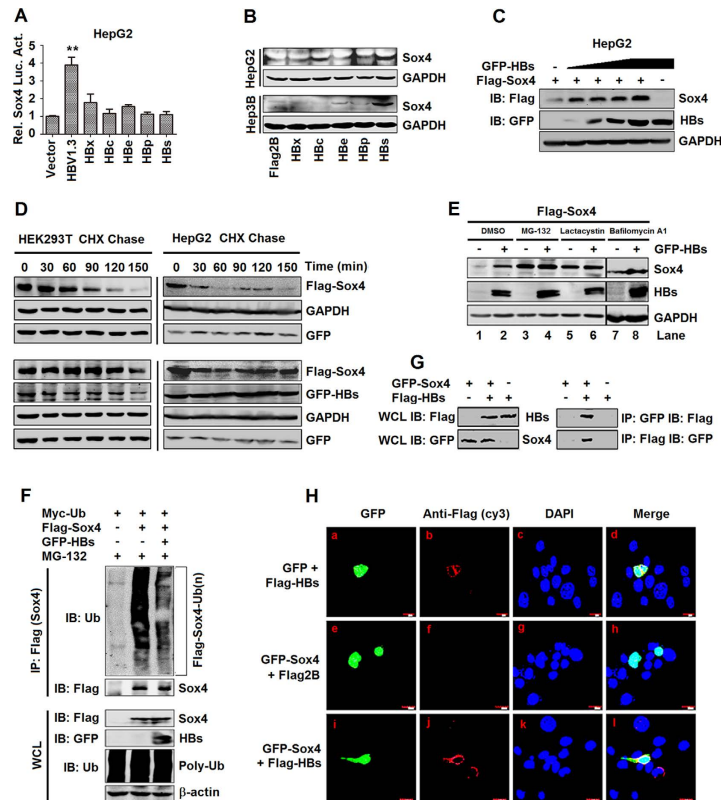 A
HepG2
Rel. Sox4 Luc. Act.
5
4
3
2
1
0
**
Vector
HBV1.3
HBx
HBc
HBe
HBp
HBs
B
HepG2
Sox4
GAPDH
Hep3B
Sox4
GAPDH
Flag2B
HBx
HBc
HBe
HBp
HBs
C
HepG2
GFP-HBs - -
Flag-Sox4 + + + + + -
IB: Flag Sox4
IB: GFP HBs
GAPDH
D
HEK293T CHX Chase HepG2 CHX Chase
0 30 60 90 120 150 0 30 60 90 120 150 Time (min)
Flag-Sox4
GAPDH
GFP
Flag-Sox4
GFP-HBs
GAPDH
GFP
E
Flag-Sox4
DMSO MG-132 Lactacystin Bafilomycin A1
- + - + - + - + GFP-HBs
Sox4
HBs
GAPDH
1 2 3 4 5 6 7 8 Lane
G
GFP-Sox4 + + - + + -
Flag-HBs - + + - + +
WCL IB: Flag HBs IP: GFP IB: Flag
WCL IB: GFP Sox4 IP: Flag IB: GFP
F
Myc-Ub + + +
Flag-Sox4 - + +
GFP-HBs - - +
MG-132 + + +
IP: Flag (Sox4)
IB: Ub
Flag-Sox4-Ub(n)
IB: Flag Sox4
WCL
IB: Flag Sox4
IB: GFP HBs
IB: Ub Poly-Ub
β-actin
H
GFP Anti-Flag (cy3) DAPI Merge
GFP +
Flag-HBs
a b c d
GFP-Sox4
+ Flag2B
e f g h
GFP-Sox4
+ Flag-HBs
i j k l